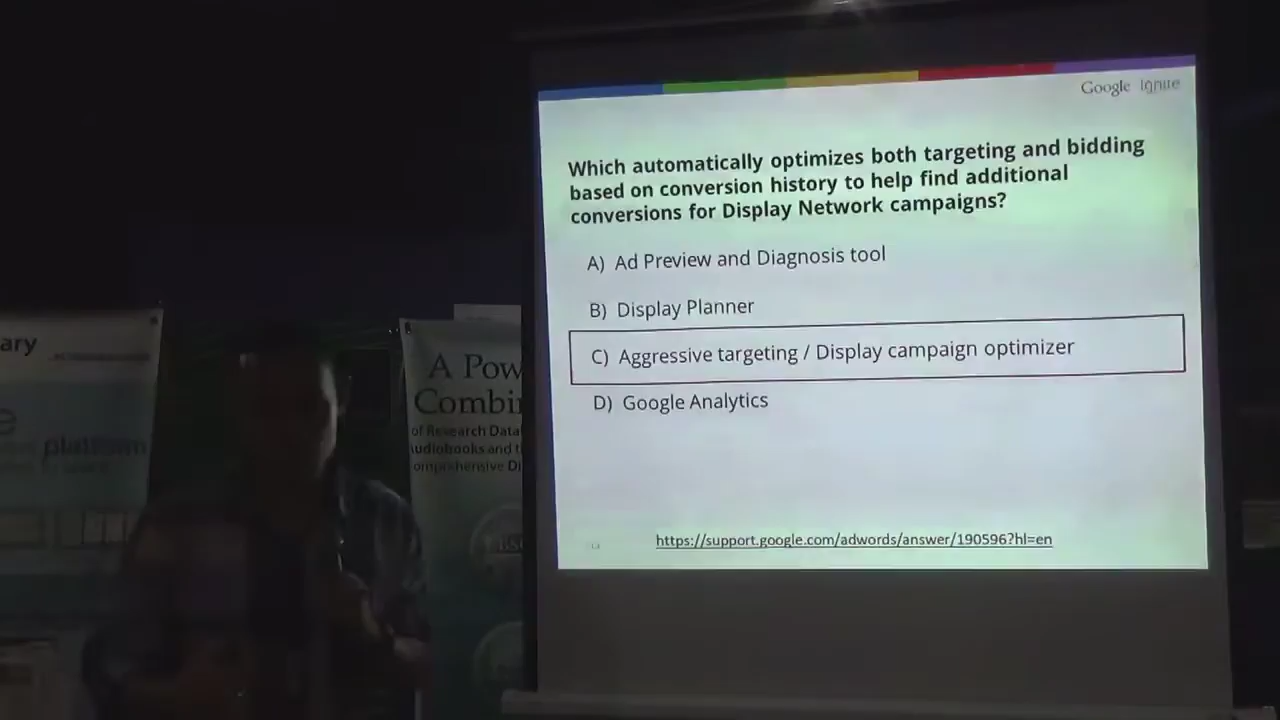 Google Ignite
Which automatically optimizes both targeting and bidding
based on conversion history to help find additional
conversions for Display Network campaigns?
A) Ad Preview and Diagnosis tool
B) Display Planner
C) Aggressive targeting / Display campaign optimizer
D) Google Analytics
https://support.google.com/adwords/answer/190596?hl=en
ary
e
platform
A Pow
Combi
of Research Data
udiobooks and t
omprehensive Di